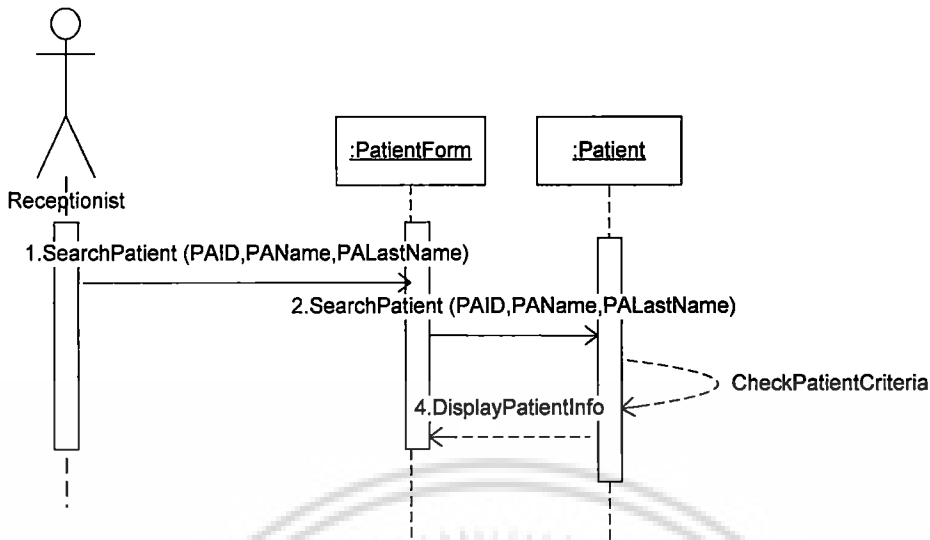 :PatientForm
:Patient
Receptionist
1.SearchPatient (PAID,PAName,PALastName)
2.SearchPatient (PAID,PAName,PALastName)
CheckPatientCriteria
4.DisplayPatientInfo